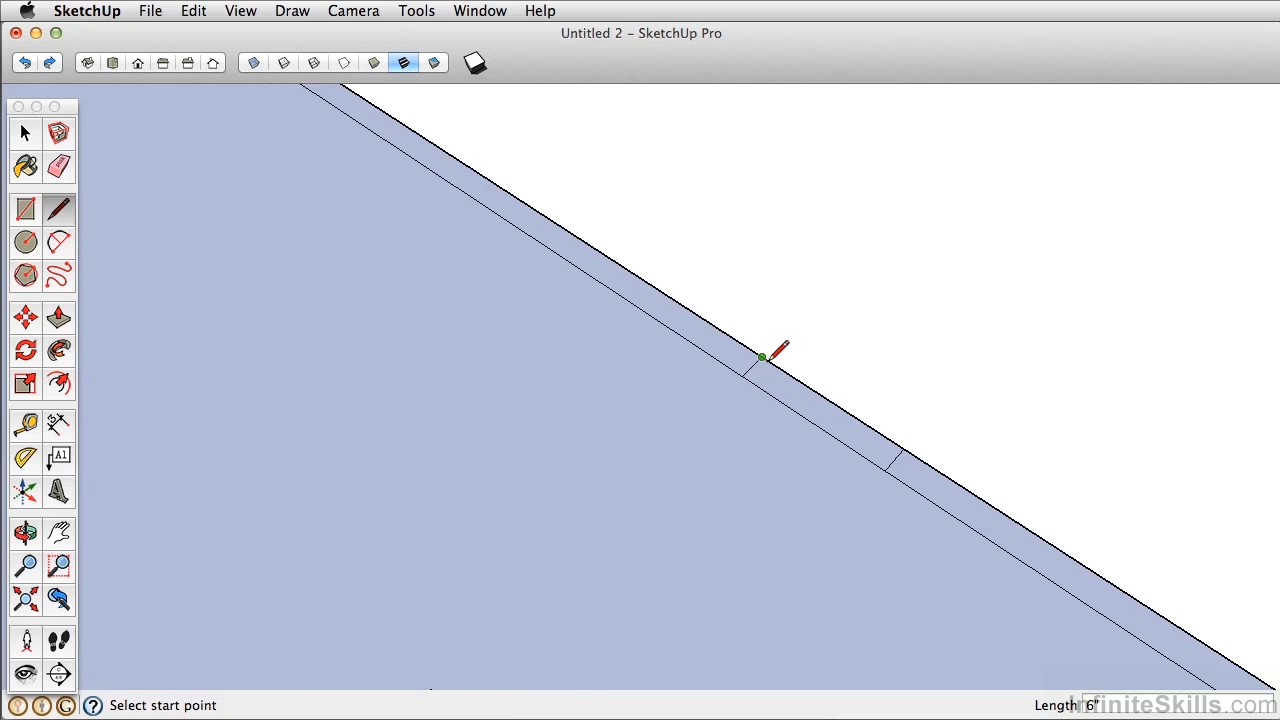 SketchUp File Edit View Draw Camera Tools Window Help
Untitled 2 – SketchUp Pro
A1
Select start point
Length 6"
InfiniteSkills.com